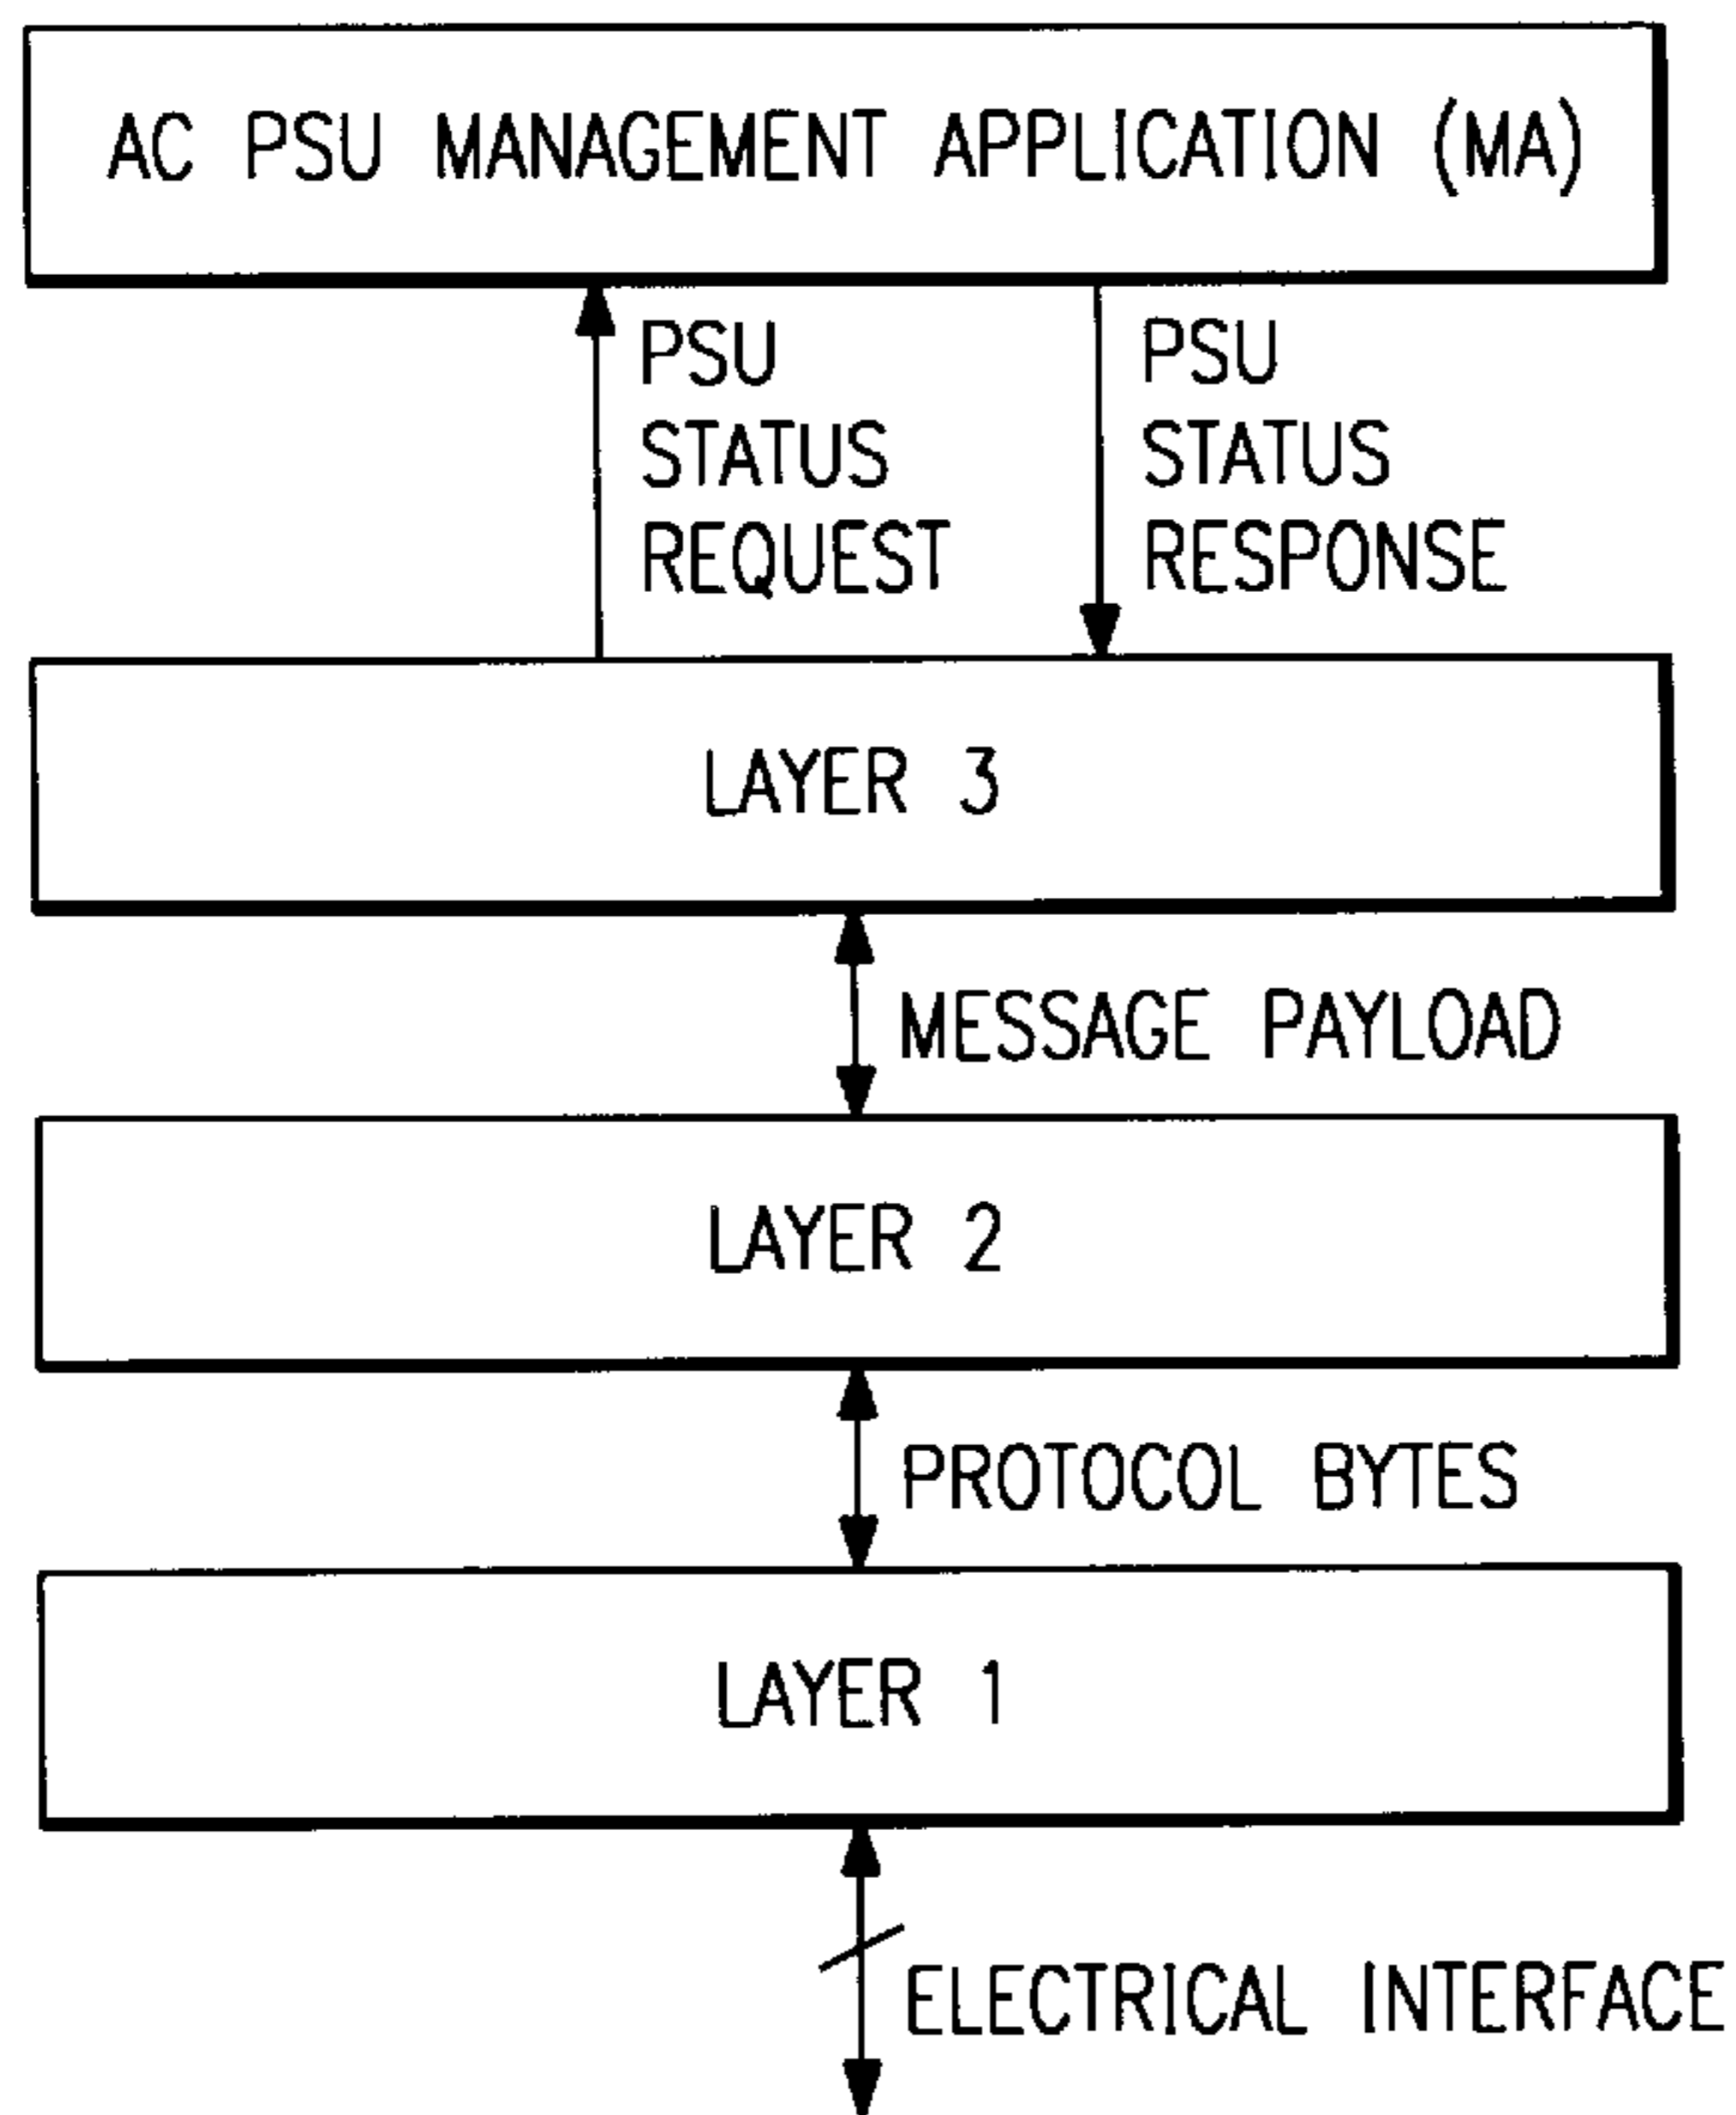 AC PSU MANAGEMENT APPLICATION (MA)
PSU
STATUS
REQUEST
PSU
STATUS
RESPONSE
LAYER 3
MESSAGE PAYLOAD
LAYER 2
PROTOCOL BYTES
LAYER 1
ELECTRICAL INTERFACE